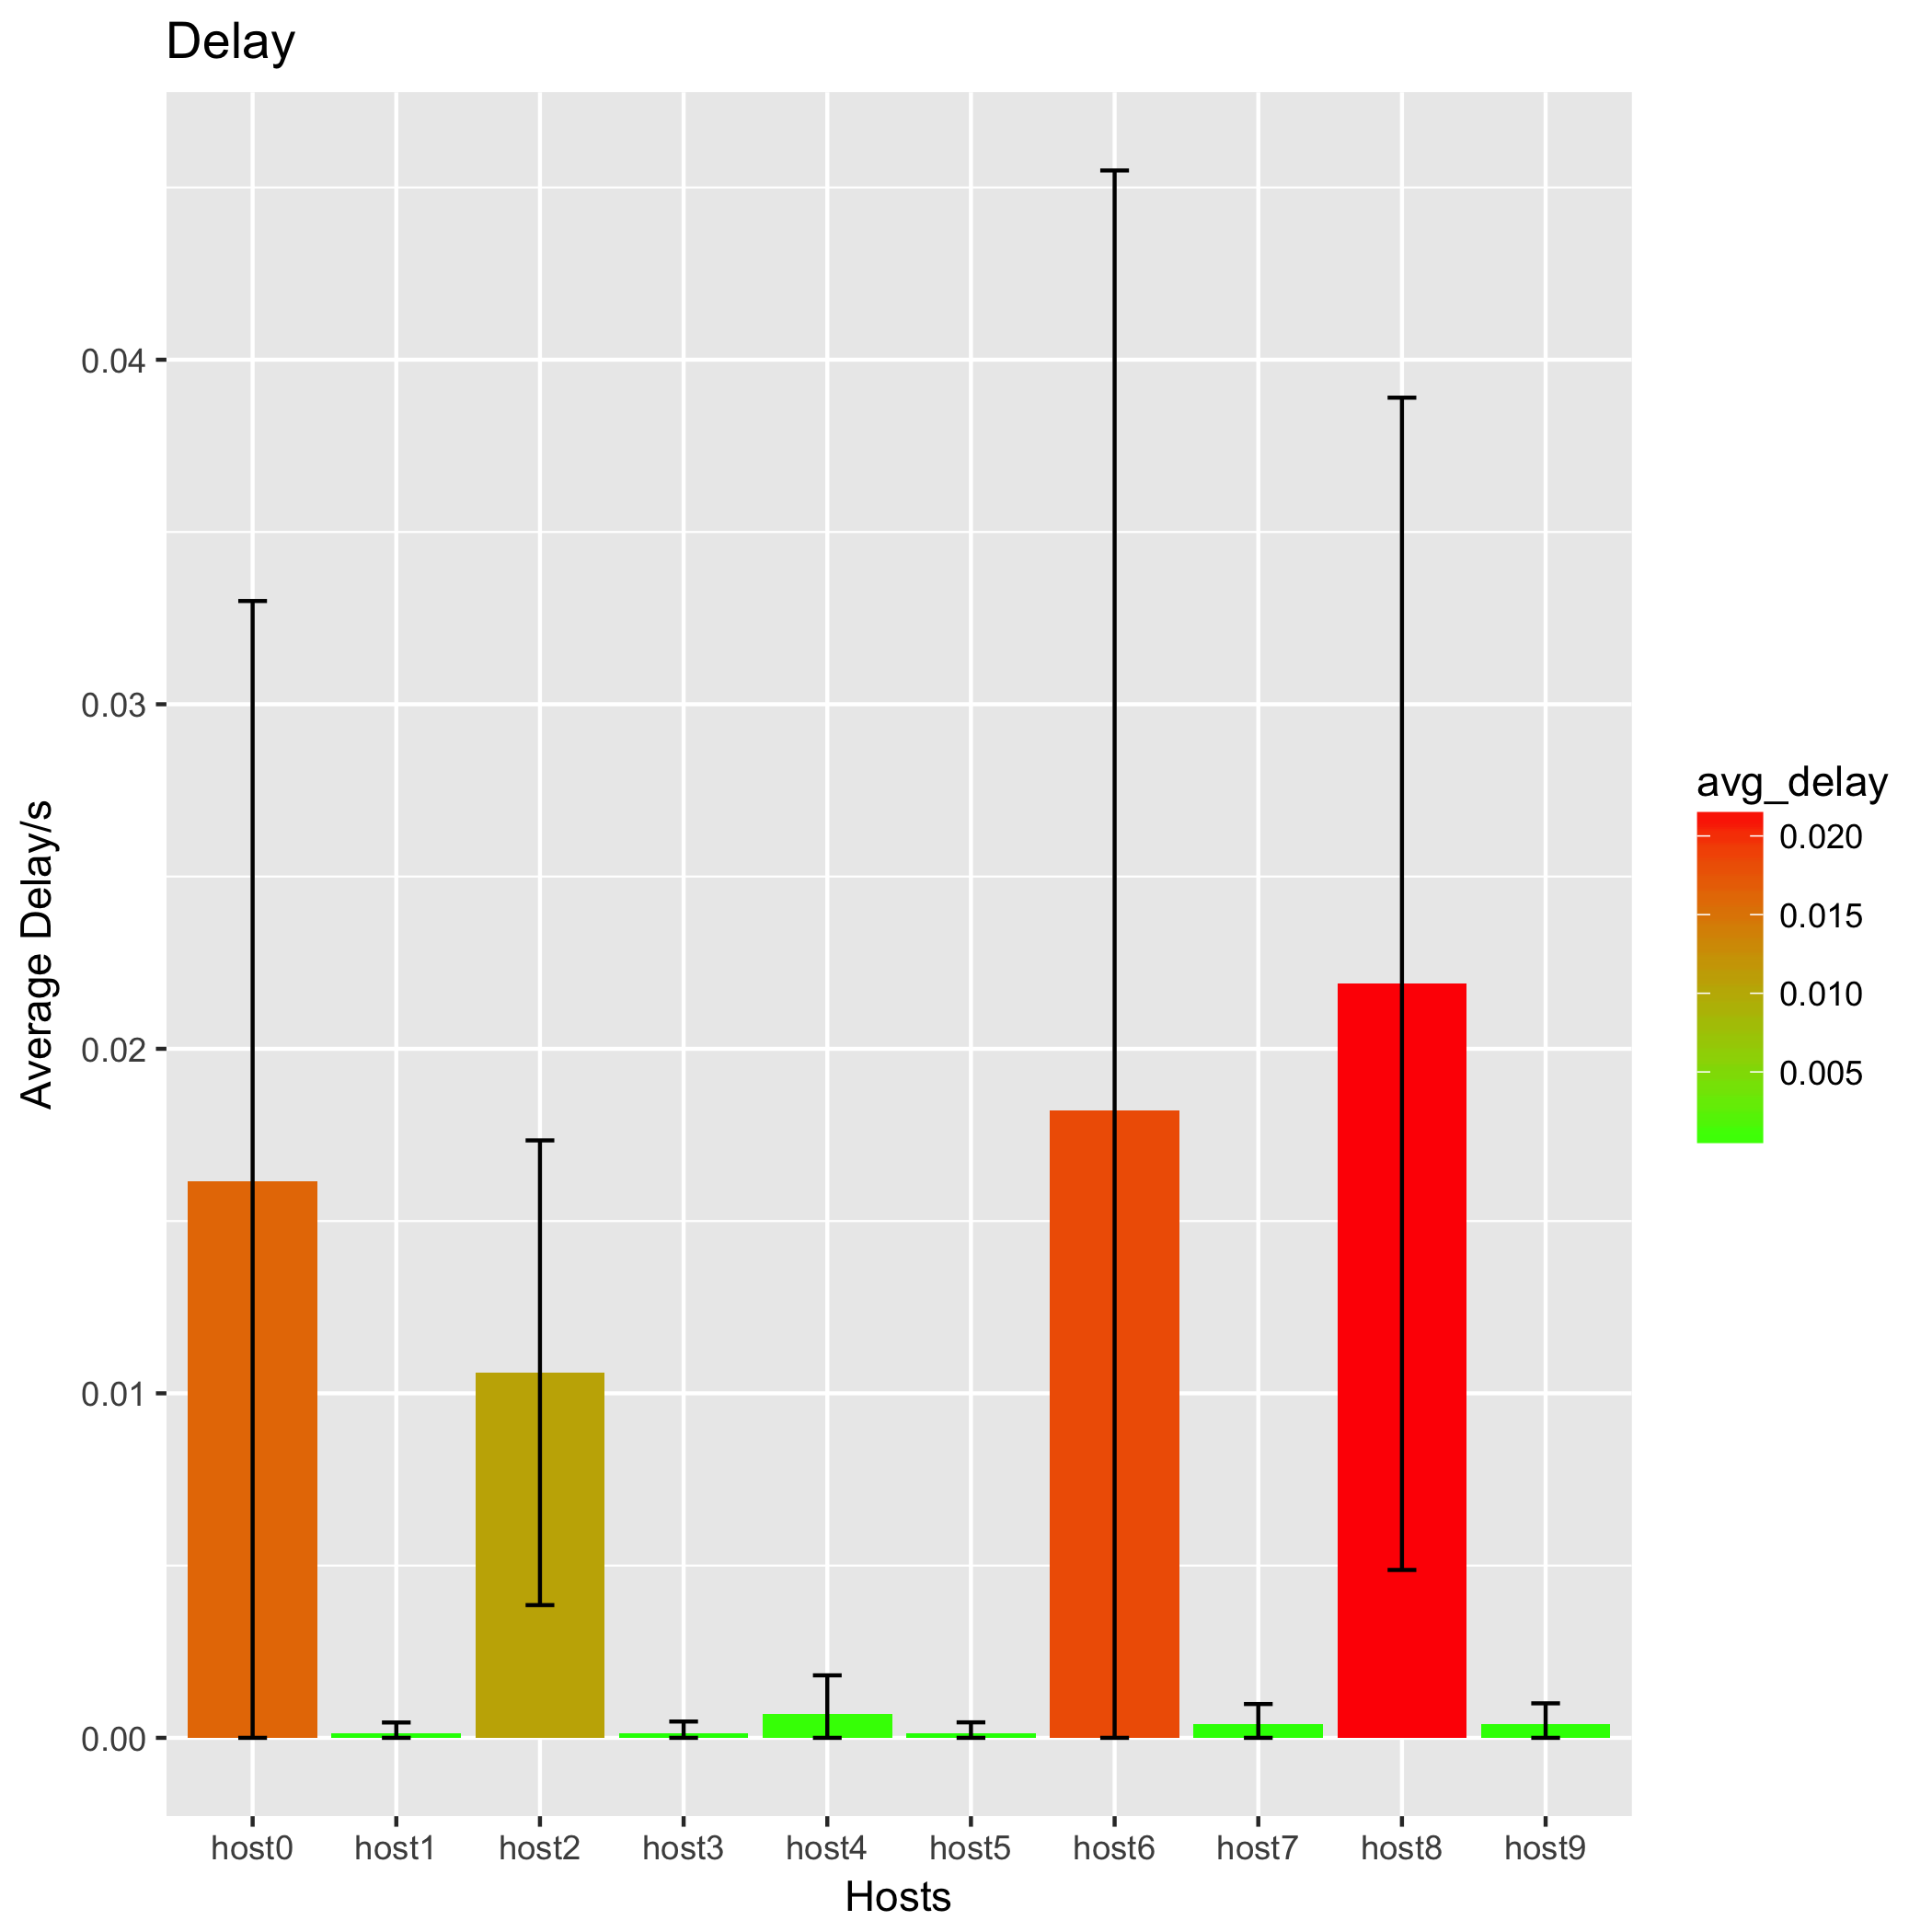 Delay
Average Delay/s
0.04
0.03
0.02
0.01
0.00
host0 host1 host2 host3 host4 host5 host6 host7 host8 host9
Hosts
avg_delay
0.020
0.015
0.010
0.005